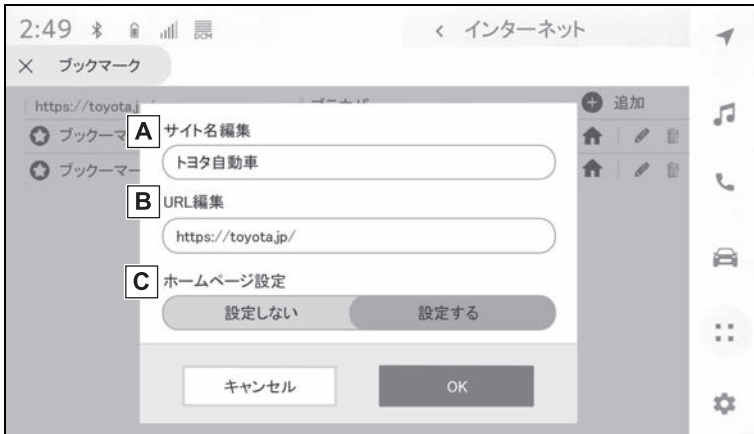 2:49 DCM < インターネット
× ブックマーク
https://toyota.j
追加
A サイト名編集
ブックーマ
トヨタ自動車
ブックーマー
B URL編集
https://toyota.jp/
C ホームページ設定
設定しない 設定する
キャンセル OK